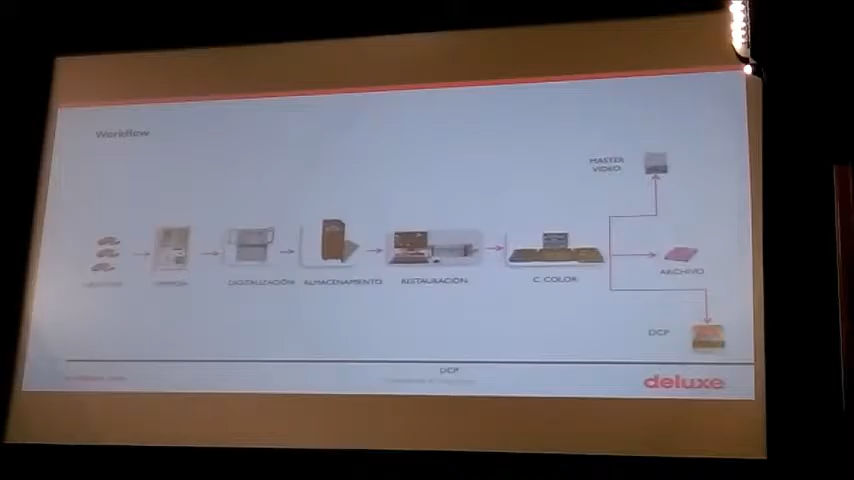 Workflow
MASTER
VIDEO
DIGITALIZACIÓN
ALMACENAMIENTO
RESTAURACIÓN
C. COLOR
ARCHIVO
DCP
DCP
deluxe